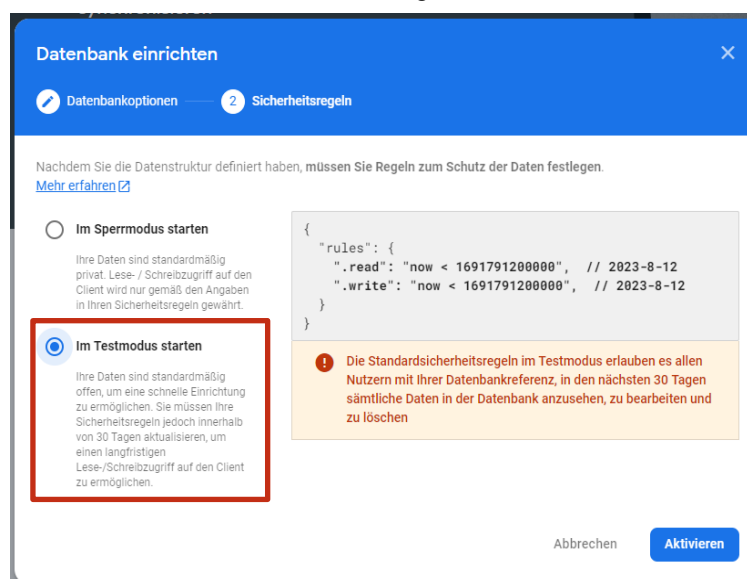 synchronisieren
Datenbank einrichten
Datenbankoptionen
2 Sicherheitsregeln
Nachdem Sie die Datenstruktur definiert haben, müssen Sie Regeln zum Schutz der Daten festlegen.
Mehr erfahren
Im Sperrmodus starten
Ihre Daten sind standardmäßig
privat. Lese- / Schreibzugriff auf den
Client wird nur gemäß den Angaben
in Ihren Sicherheitsregeln gewährt.
Im Testmodus starten
Ihre Daten sind standardmäßig
offen, um eine schnelle Einrichtung
zu ermöglichen. Sie müssen Ihre
Sicherheitsregeln jedoch innerhalb
von 30 Tagen aktualisieren, um
einen langfristigen
Lese-/Schreibzugriff auf den Client
zu ermöglichen.
{
"rules": {
".read": "now < 1691791200000", // 2023-8-12
".write": "now < 1691791200000", // 2023-8-12
}
}
Die Standardsicherheitsregeln im Testmodus erlauben es allen
Nutzern mit Ihrer Datenbankreferenz, in den nächsten 30 Tagen
sämtliche Daten in der Datenbank anzusehen, zu bearbeiten und
zu löschen
Abbrechen
Aktivieren